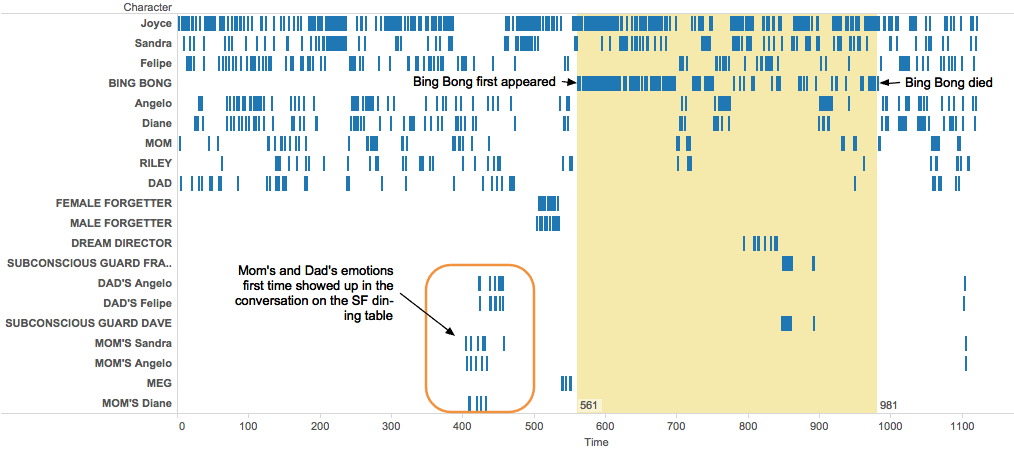 Character
Joyce
Sandra
Felipe
BING BONG
Bing Bong first appeared
Bing Bong died
Angelo
Diane
MOM
RILEY
DAD
FEMALE FORGETTER
MALE FORGETTER
DREAM DIRECTOR
SUBCONSCIOUS GUARD FRA..
Mom's and Dad's emotions
first time showed up in the
conversation on the SF din-
ing table
DAD'S Angelo
DAD'S Felipe
SUBCONSCIOUS GUARD DAVE
MOM'S Sandra
MOM'S Angelo
MEG
MOM'S Diane
561
981
0 100 200 300 400 500 600 700 800 900 1000 1100
Time